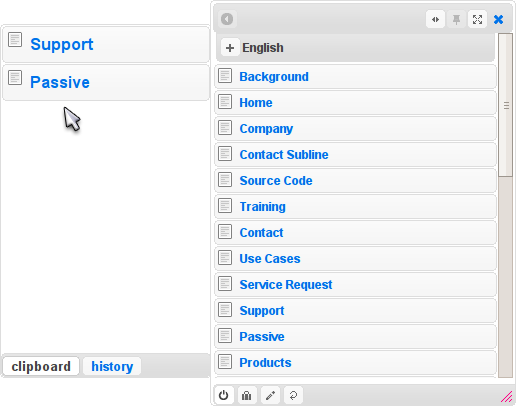 Support
Passive
clipboard
history
English
Background
Home
Company
Contact Subline
Source Code
Training
Contact
Use Cases
Service Request
Support
Passive
Products